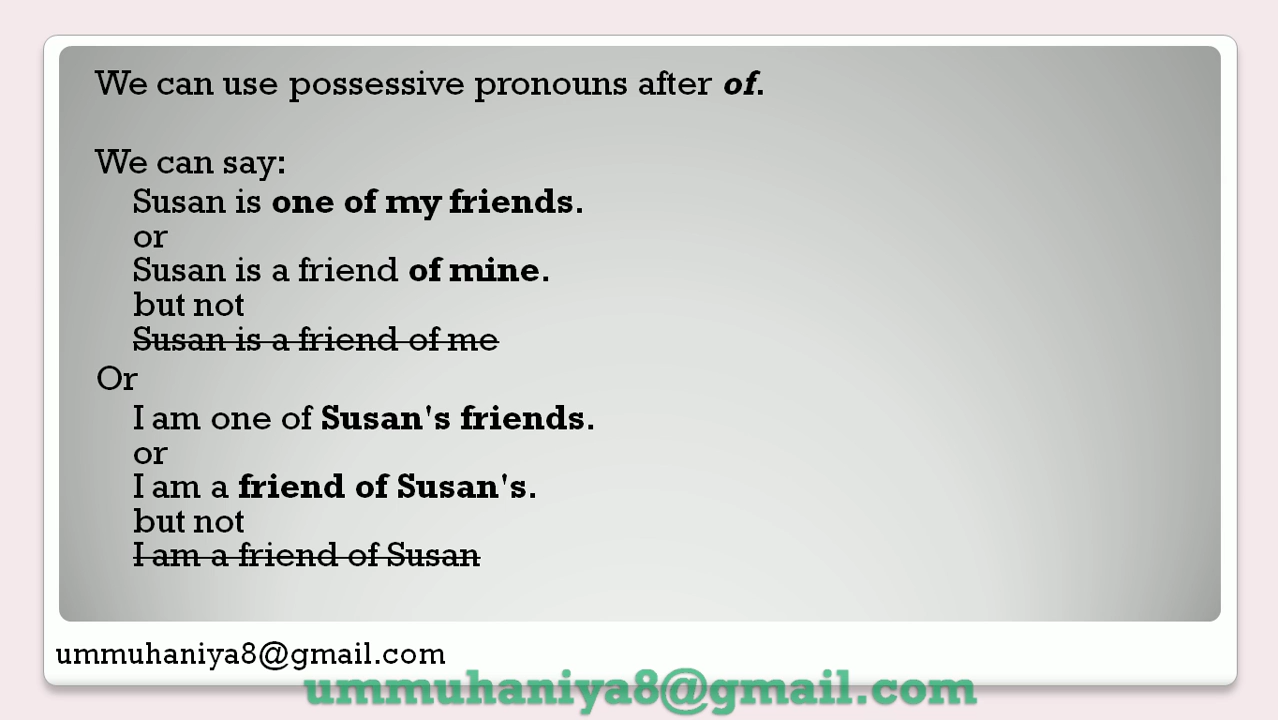 We can use possessive pronouns after of.
We can say:
Susan is one of my friends.
or
Susan is a friend of mine.
but not
Susan is a friend of me
Or
I am one of Susan's friends.
or
I am a friend of Susan's.
but not
I am a friend of Susan
ummuhaniya8@gmail.com
ummuhaniya8@gmail.com